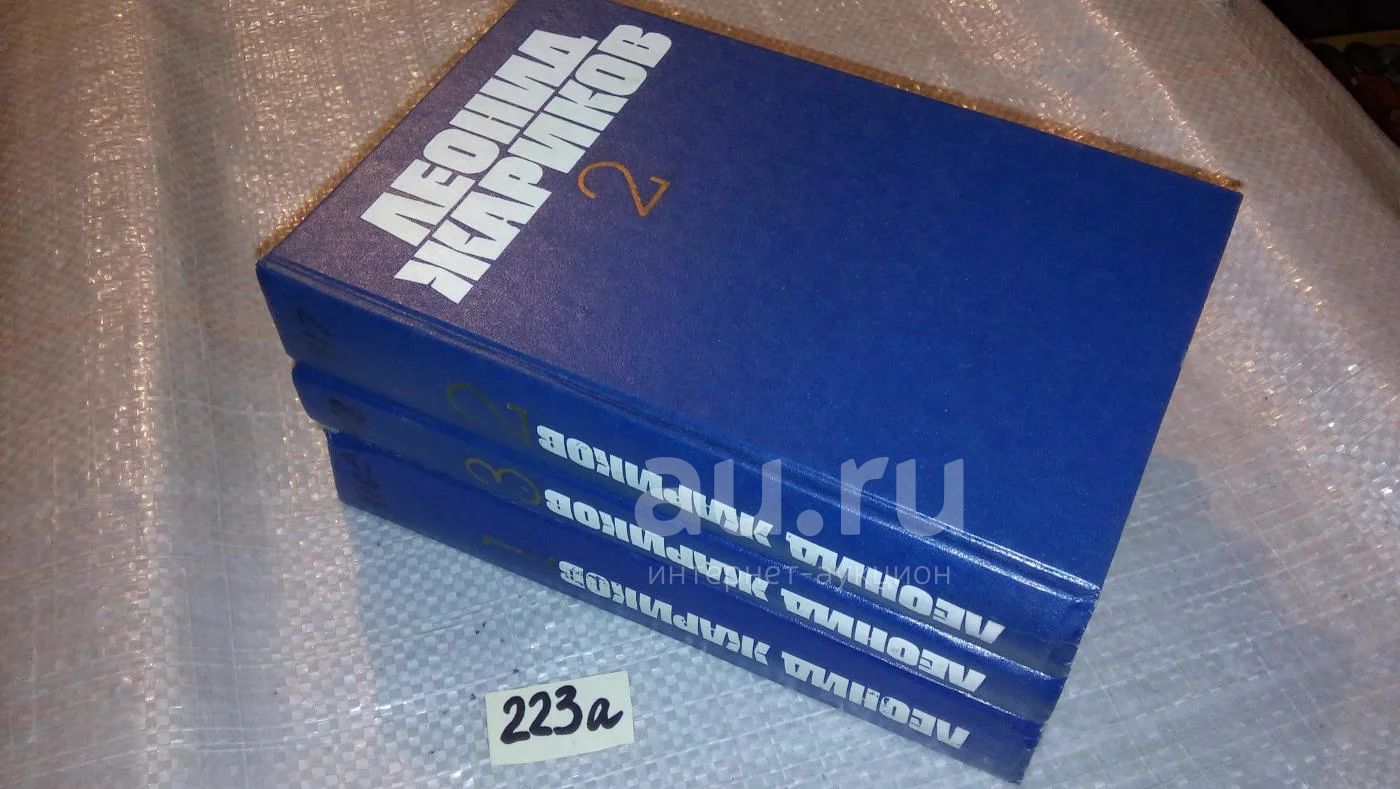 ЛЕОНИД
ЖАРИКОВ
2
ЛЕОНИД ЖАРИКОВ 2
ЛЕОНИД ЖАРИКОВ 3
ЛЕОНИД ЖАРИКОВ 1
au.ru
интернет-аукцион
223а